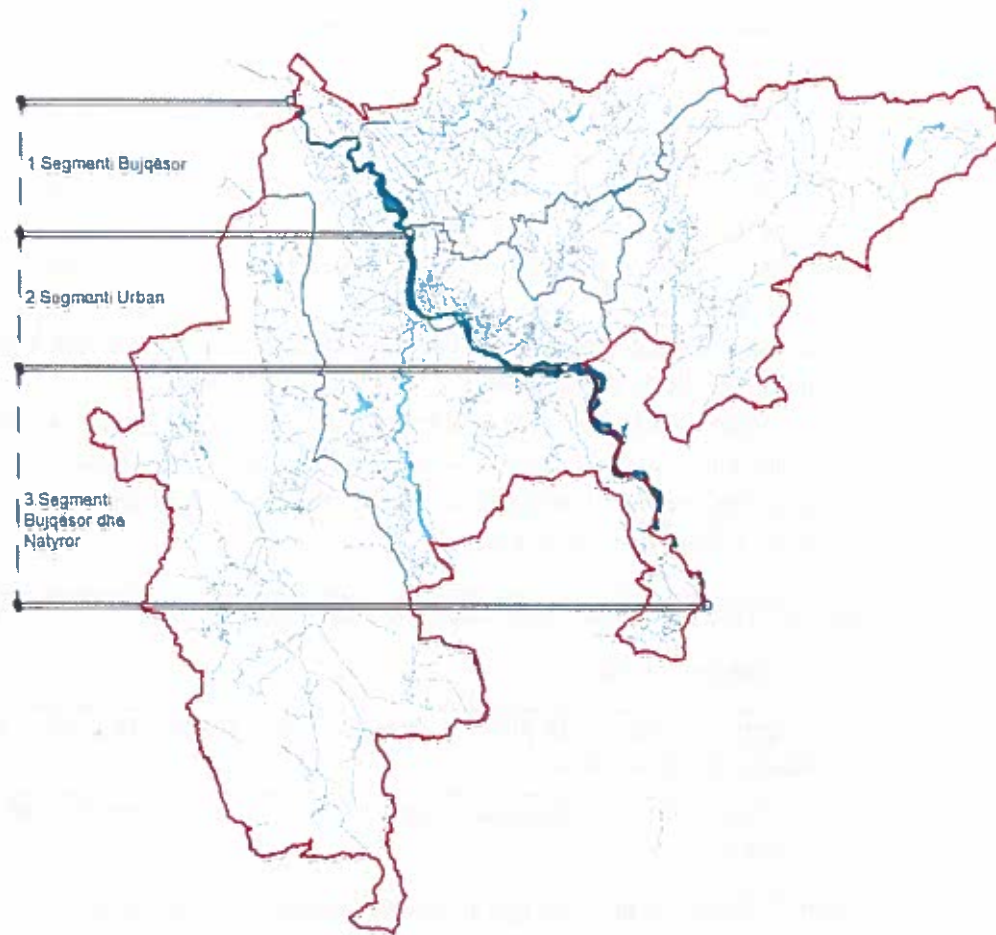 1 Segmenti Bujqësor
2 Segmenti Urban
3.Segmenti
Bujqësor dhe
Natyror